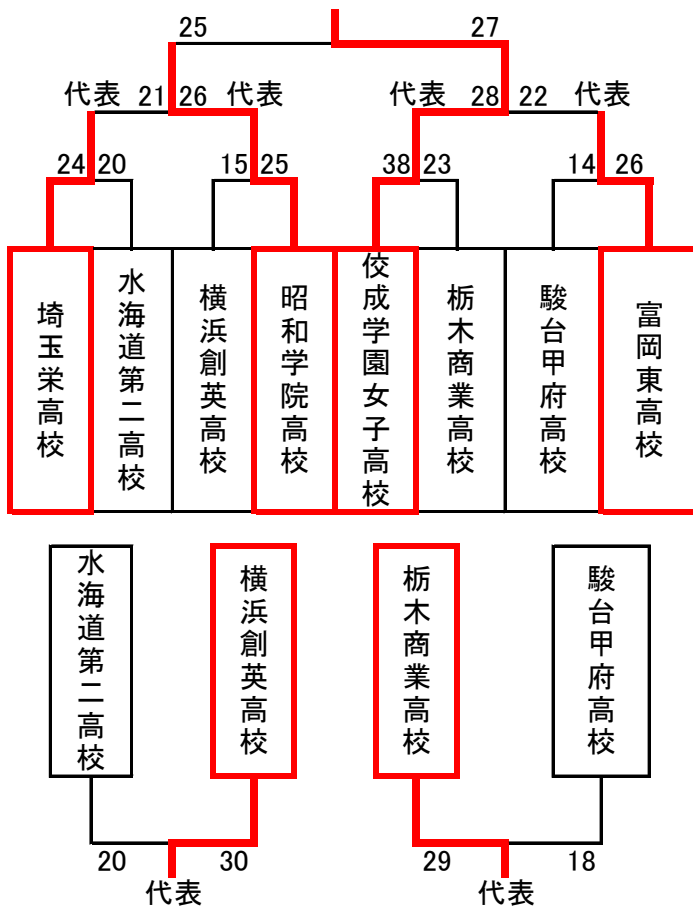 25 27
代表 21 26 代表 代表 28 22 代表
24 20 15 25 38 23 14 26
埼玉栄高校
水海道第二高校
横浜創英高校
昭和学院高校
佼成学園女子高校
栃木商業高校
駿台甲府高校
富岡東高校
水海道第二高校
横浜創英高校
栃木商業高校
駿台甲府高校
20 30 29 18
代表 代表